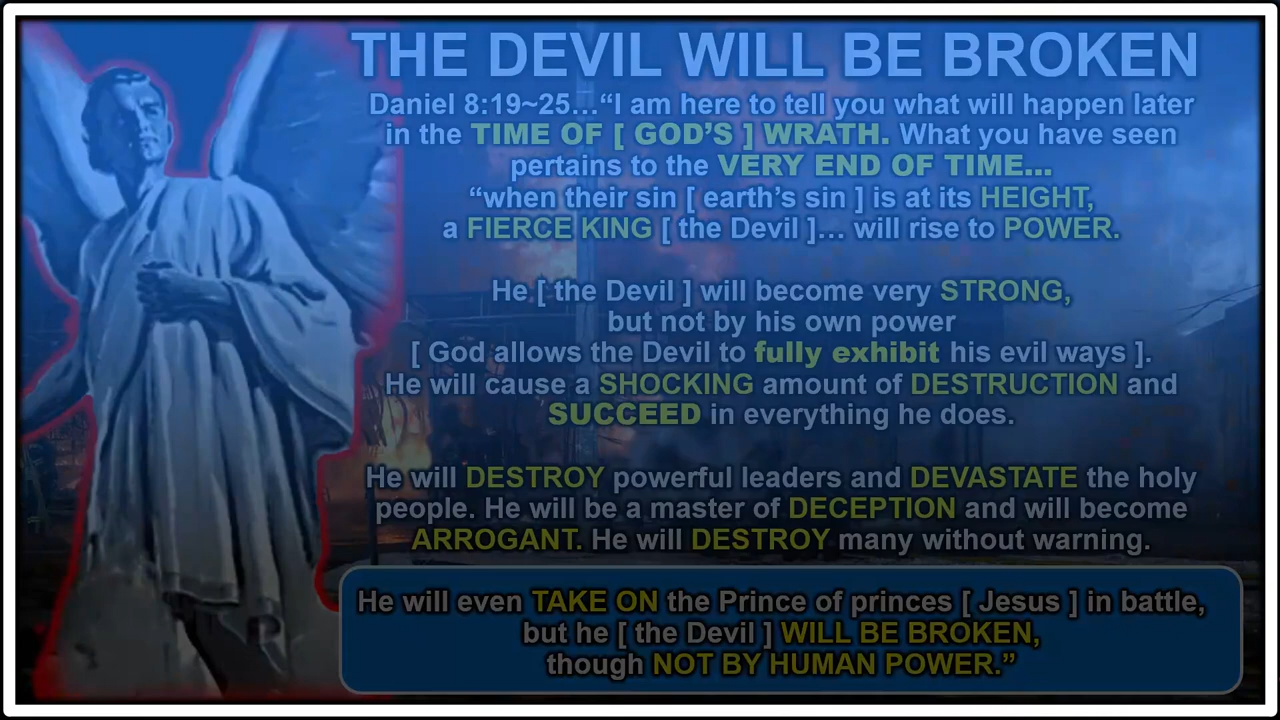 THE DEVIL WILL BE BROKEN
Daniel 8:19~25…“I am here to tell you what will happen later
in the TIME OF [ GOD’S ] WRATH. What you have seen
pertains to the VERY END OF TIME…
“when their sin [ earth’s sin ] is at its HEIGHT,
a FIERCE KING [ the Devil ]… will rise to POWER.
He [ the Devil ] will become very STRONG,
but not by his own power
[ God allows the Devil to fully exhibit his evil ways ].
He will cause a SHOCKING amount of DESTRUCTION and
SUCCEED in everything he does.
He will DESTROY powerful leaders and DEVASTATE the holy
people. He will be a master of DECEPTION and will become
ARROGANT. He will DESTROY many without warning.
He will even TAKE ON the Prince of princes [ Jesus ] in battle,
but he [ the Devil ] WILL BE BROKEN,
though NOT BY HUMAN POWER.”